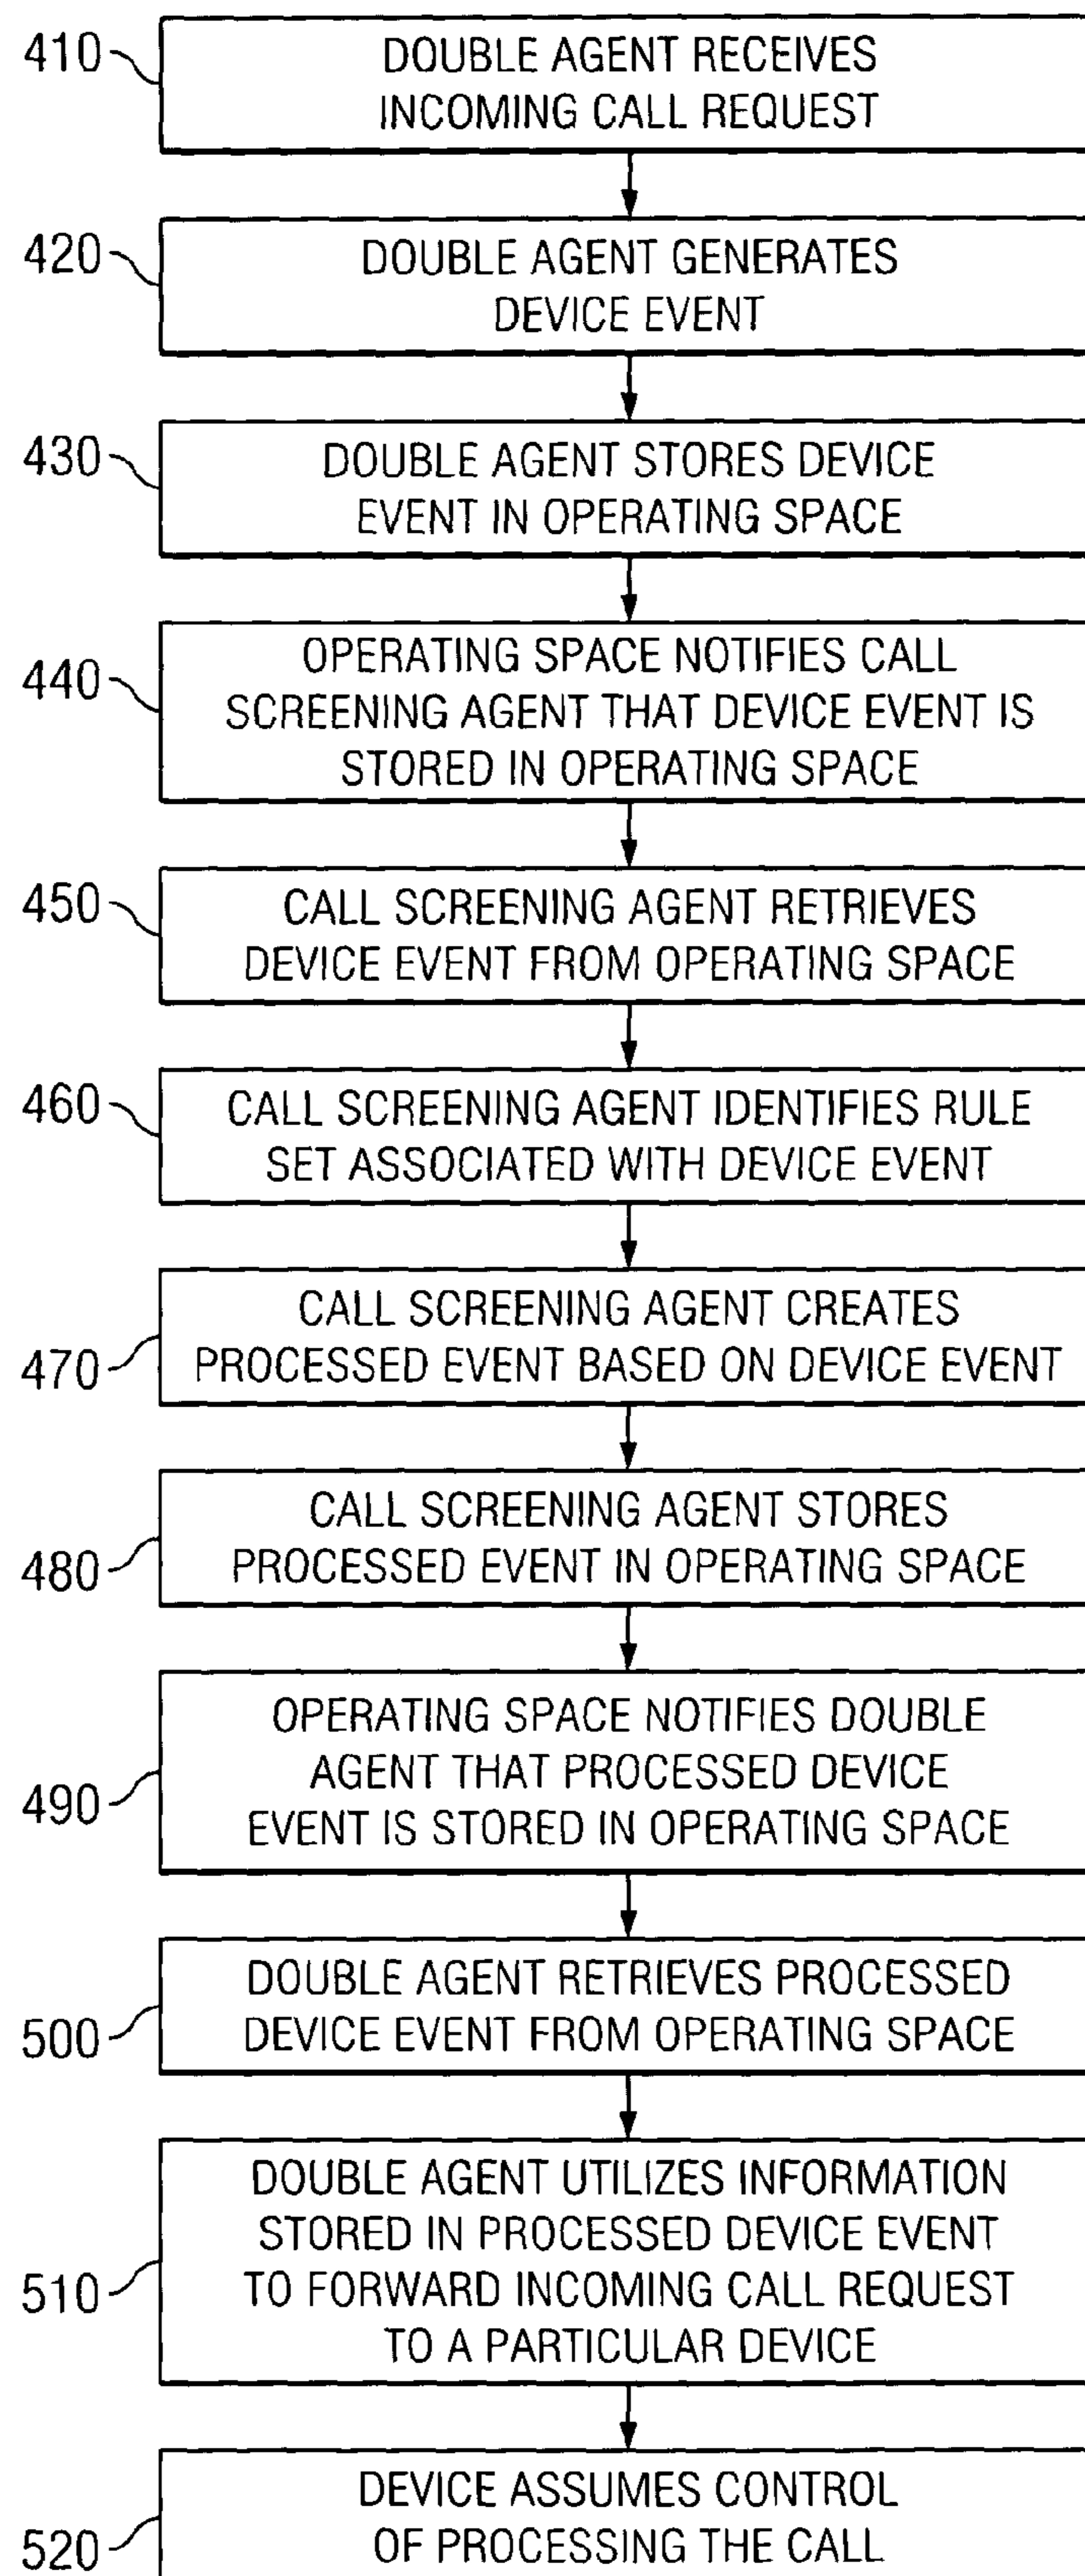 410
DOUBLE AGENT RECEIVES
INCOMING CALL REQUEST
420
DOUBLE AGENT GENERATES
DEVICE EVENT
430
DOUBLE AGENT STORES DEVICE
EVENT IN OPERATING SPACE
440
OPERATING SPACE NOTIFIES CALL
SCREENING AGENT THAT DEVICE EVENT IS
STORED IN OPERATING SPACE
450
CALL SCREENING AGENT RETRIEVES
DEVICE EVENT FROM OPERATING SPACE
460
CALL SCREENING AGENT IDENTIFIES RULE
SET ASSOCIATED WITH DEVICE EVENT
470
CALL SCREENING AGENT CREATES
PROCESSED EVENT BASED ON DEVICE EVENT
480
CALL SCREENING AGENT STORES
PROCESSED EVENT IN OPERATING SPACE
490
OPERATING SPACE NOTIFIES DOUBLE
AGENT THAT PROCESSED DEVICE
EVENT IS STORED IN OPERATING SPACE
500
DOUBLE AGENT RETRIEVES PROCESSED
DEVICE EVENT FROM OPERATING SPACE
510
DOUBLE AGENT UTILIZES INFORMATION
STORED IN PROCESSED DEVICE EVENT
TO FORWARD INCOMING CALL REQUEST
TO A PARTICULAR DEVICE
520
DEVICE ASSUMES CONTROL
OF PROCESSING THE CALL